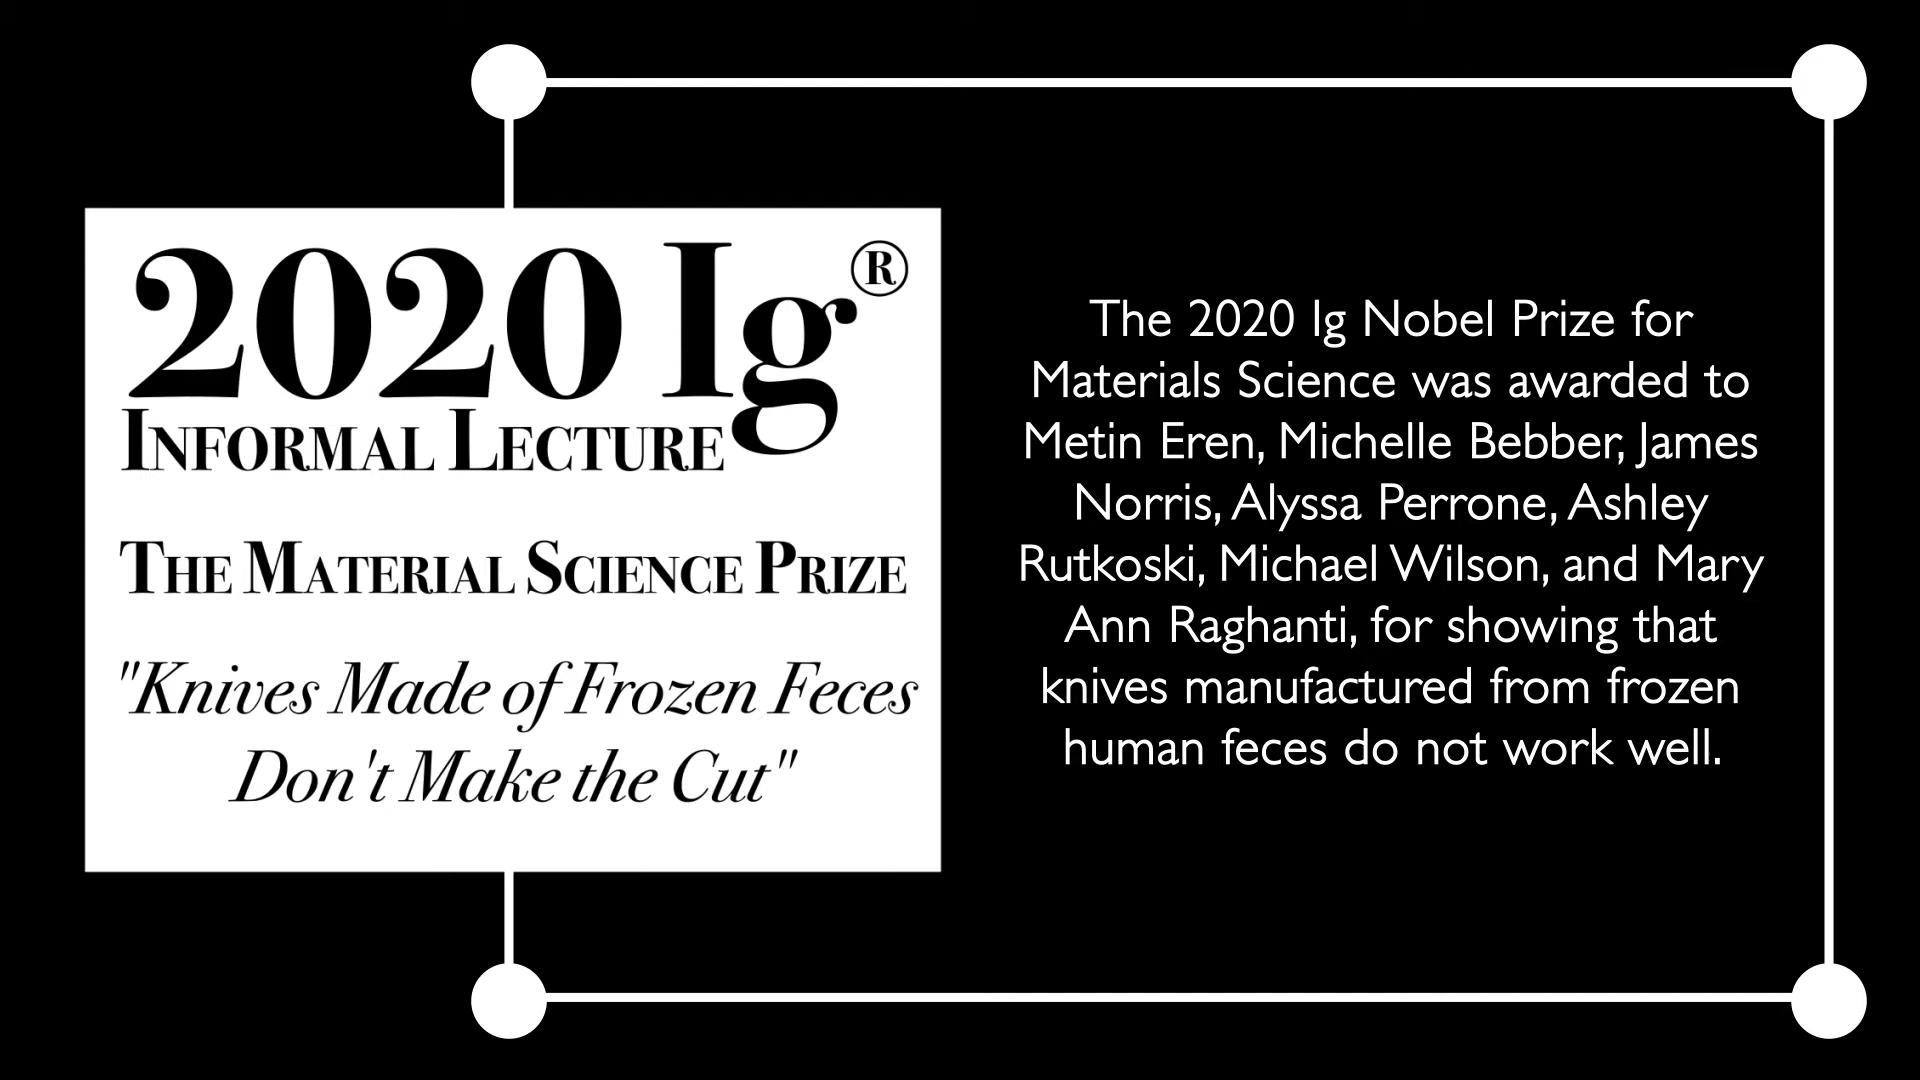 2020 Ig®
INFORMAL LECTURE
THE MATERIAL SCIENCE PRIZE
"Knives Made of Frozen Feces
Don't Make the Cut"
The 2020 Ig Nobel Prize for
Materials Science was awarded to
Metin Eren, Michelle Bebber, James
Norris, Alyssa Perrone, Ashley
Rutkoski, Michael Wilson, and Mary
Ann Raghanti, for showing that
knives manufactured from frozen
human feces do not work well.